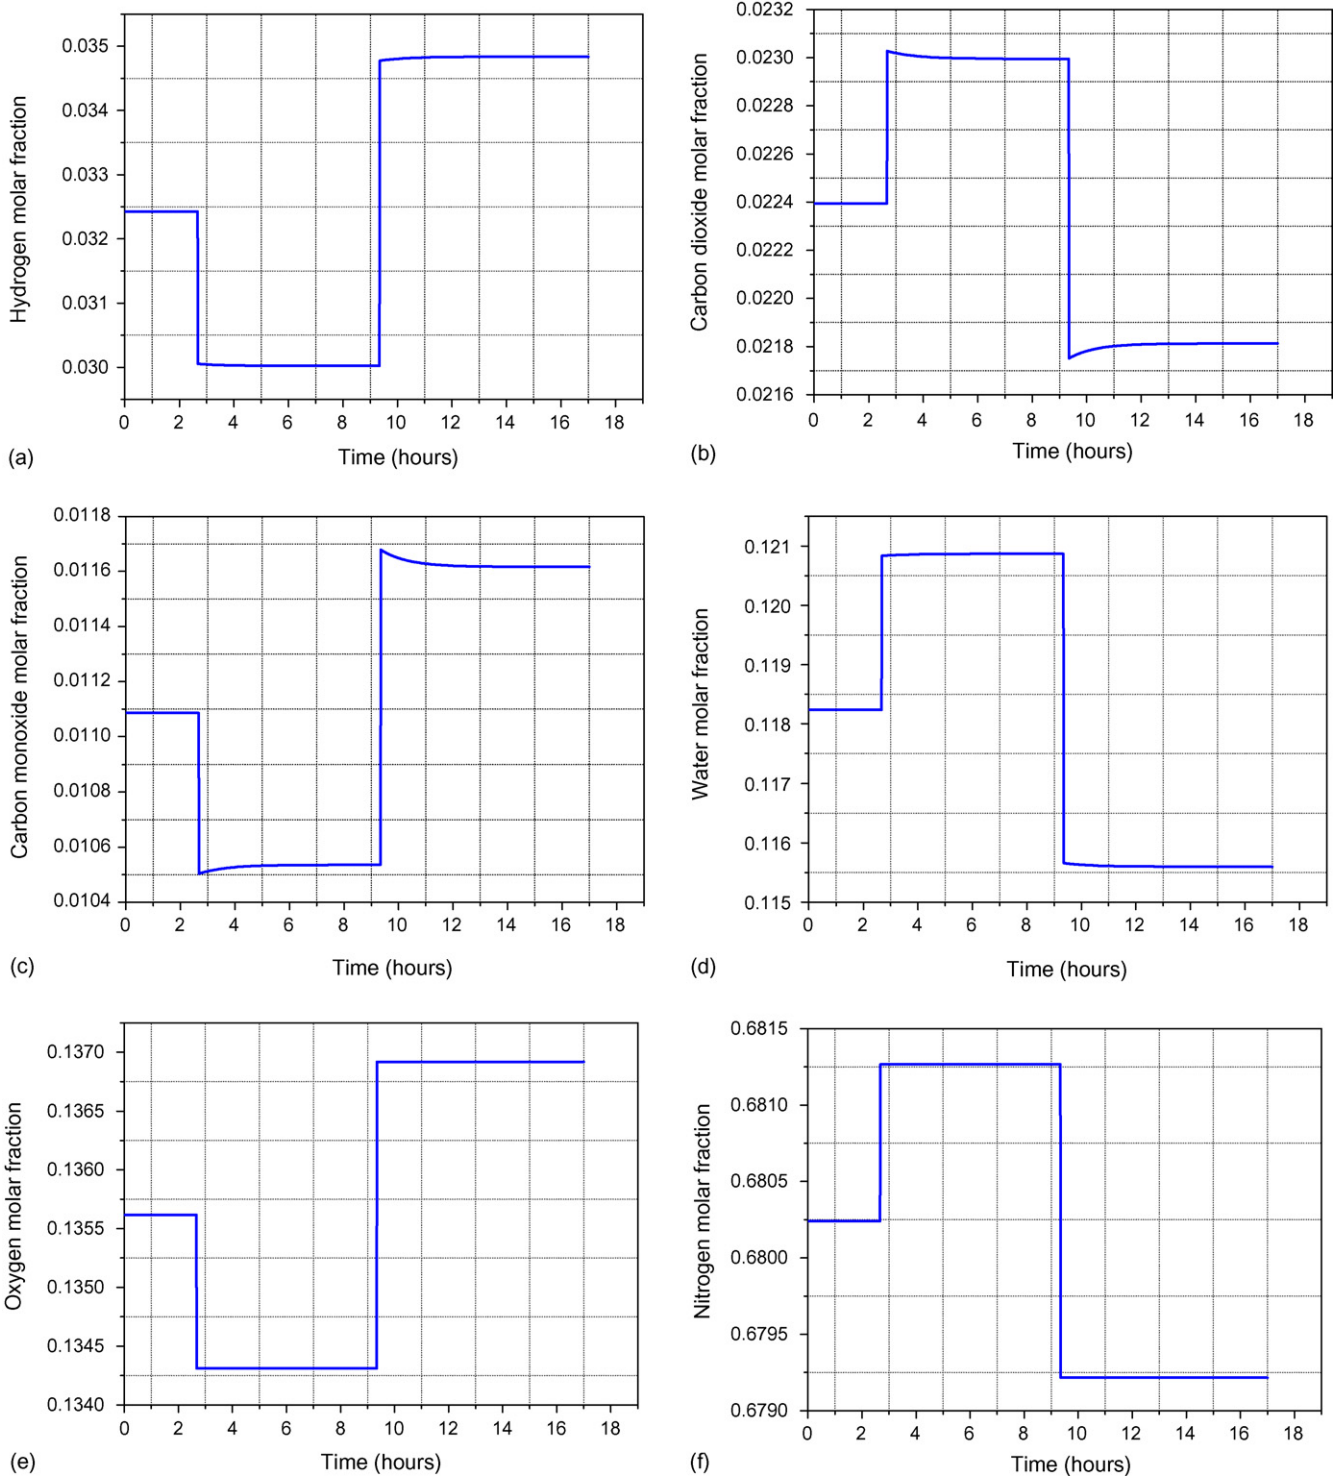 Hydrogen molar fraction
0.035
0.034
0.033
0.032
0.031
0.030
0 2 4 6 8 10 12 14 16 18
Time (hours)
(a)
Carbon dioxide molar fraction
0.0232
0.0230
0.0228
0.0226
0.0224
0.0222
0.0220
0.0218
0.0216
0 2 4 6 8 10 12 14 16 18
Time (hours)
(b)
Carbon monoxide molar fraction
0.0118
0.0116
0.0114
0.0112
0.0110
0.0108
0.0106
0.0104
0 2 4 6 8 10 12 14 16 18
Time (hours)
(c)
Water molar fraction
0.121
0.120
0.119
0.118
0.117
0.116
0.115
0 2 4 6 8 10 12 14 16 18
Time (hours)
(d)
Oxygen molar fraction
0.1370
0.1365
0.1360
0.1355
0.1350
0.1345
0.1340
0 2 4 6 8 10 12 14 16 18
Time (hours)
(e)
Nitrogen molar fraction
0.6815
0.6810
0.6805
0.6800
0.6795
0.6790
0 2 4 6 8 10 12 14 16 18
Time (hours)
(f)